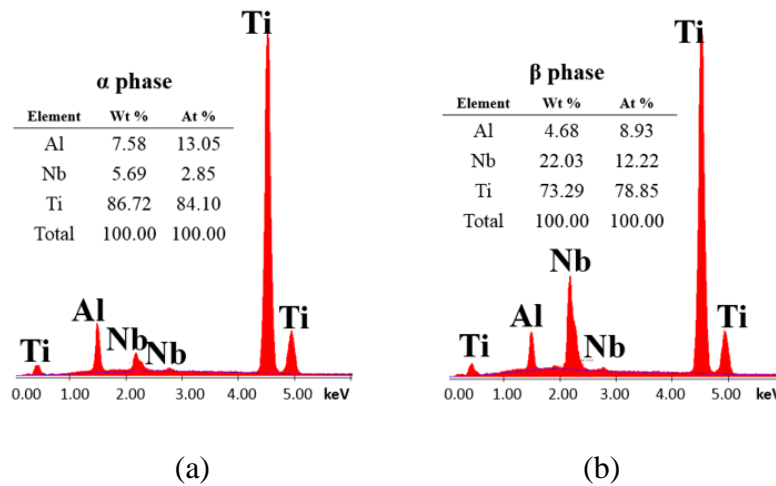 Ti
α phase
Element Wt % At %
Al 7.58 13.05
Nb 5.69 2.85
Ti 86.72 84.10
Total 100.00 100.00
Al
Nb
Nb
Ti
Ti
0.00 1.00 2.00 3.00 4.00 5.00 keV
(a)
Ti
β phase
Element Wt % At %
Al 4.68 8.93
Nb 22.03 12.22
Ti 73.29 78.85
Total 100.00 100.00
Nb
Al
Nb
Ti
Ti
0.00 1.00 2.00 3.00 4.00 5.00 keV
(b)